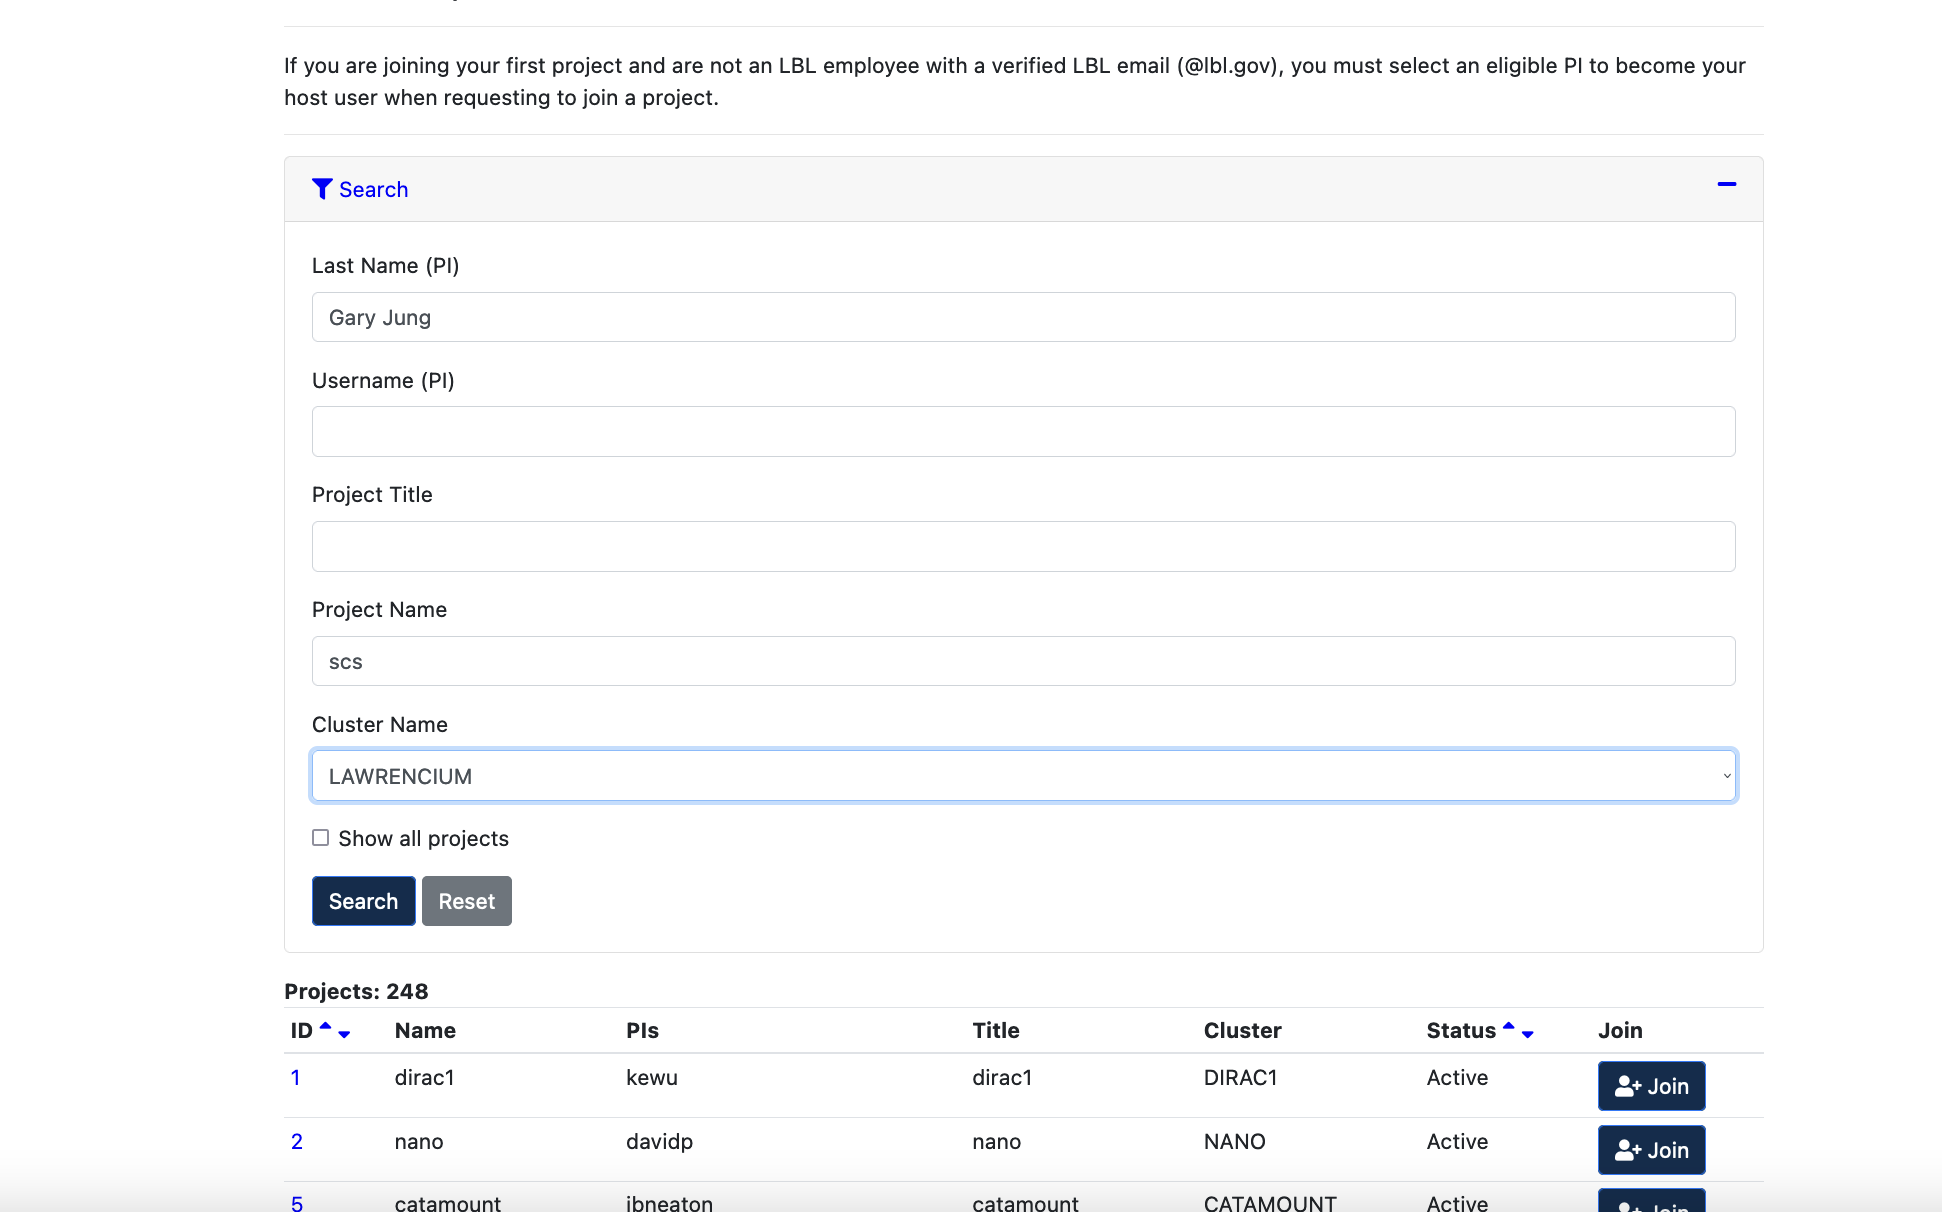 If you are joining your first project and are not an LBL employee with a verified LBL email (@lbl.gov), you must select an eligible PI to become your
host user when requesting to join a project.
Search
Last Name (PI)
Gary Jung
Username (PI)
Project Title
Project Name
scs
Cluster Name
LAWRENCIUM
Show all projects
Search Reset
Projects: 248
ID Name PIs Title Cluster Status Join
1 dirac1 kewu dirac1 DIRAC1 Active Join
2 nano davidp nano NANO Active Join
5 catamount jbneaton catamount CATAMOUNT Active Join